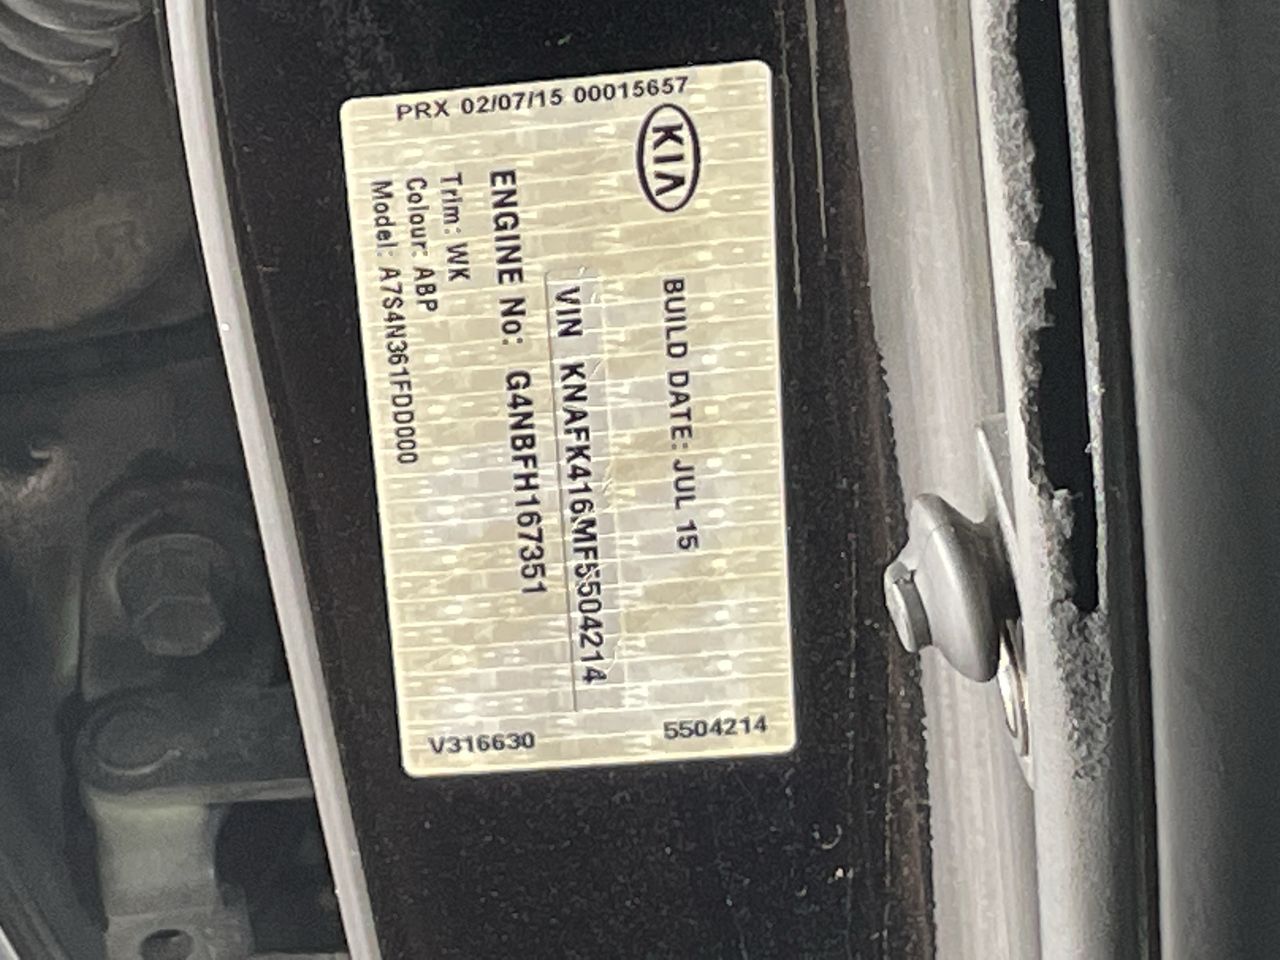 PRX 02/07/15 00015657
KIA
BUILD DATE: JUL 15
VIN KNAFK416MF5504214
ENGINE No: G4NBFH167351
Trim: WK
Colour: ABP
Model: A7S4N361FDD000
V316630
5504214